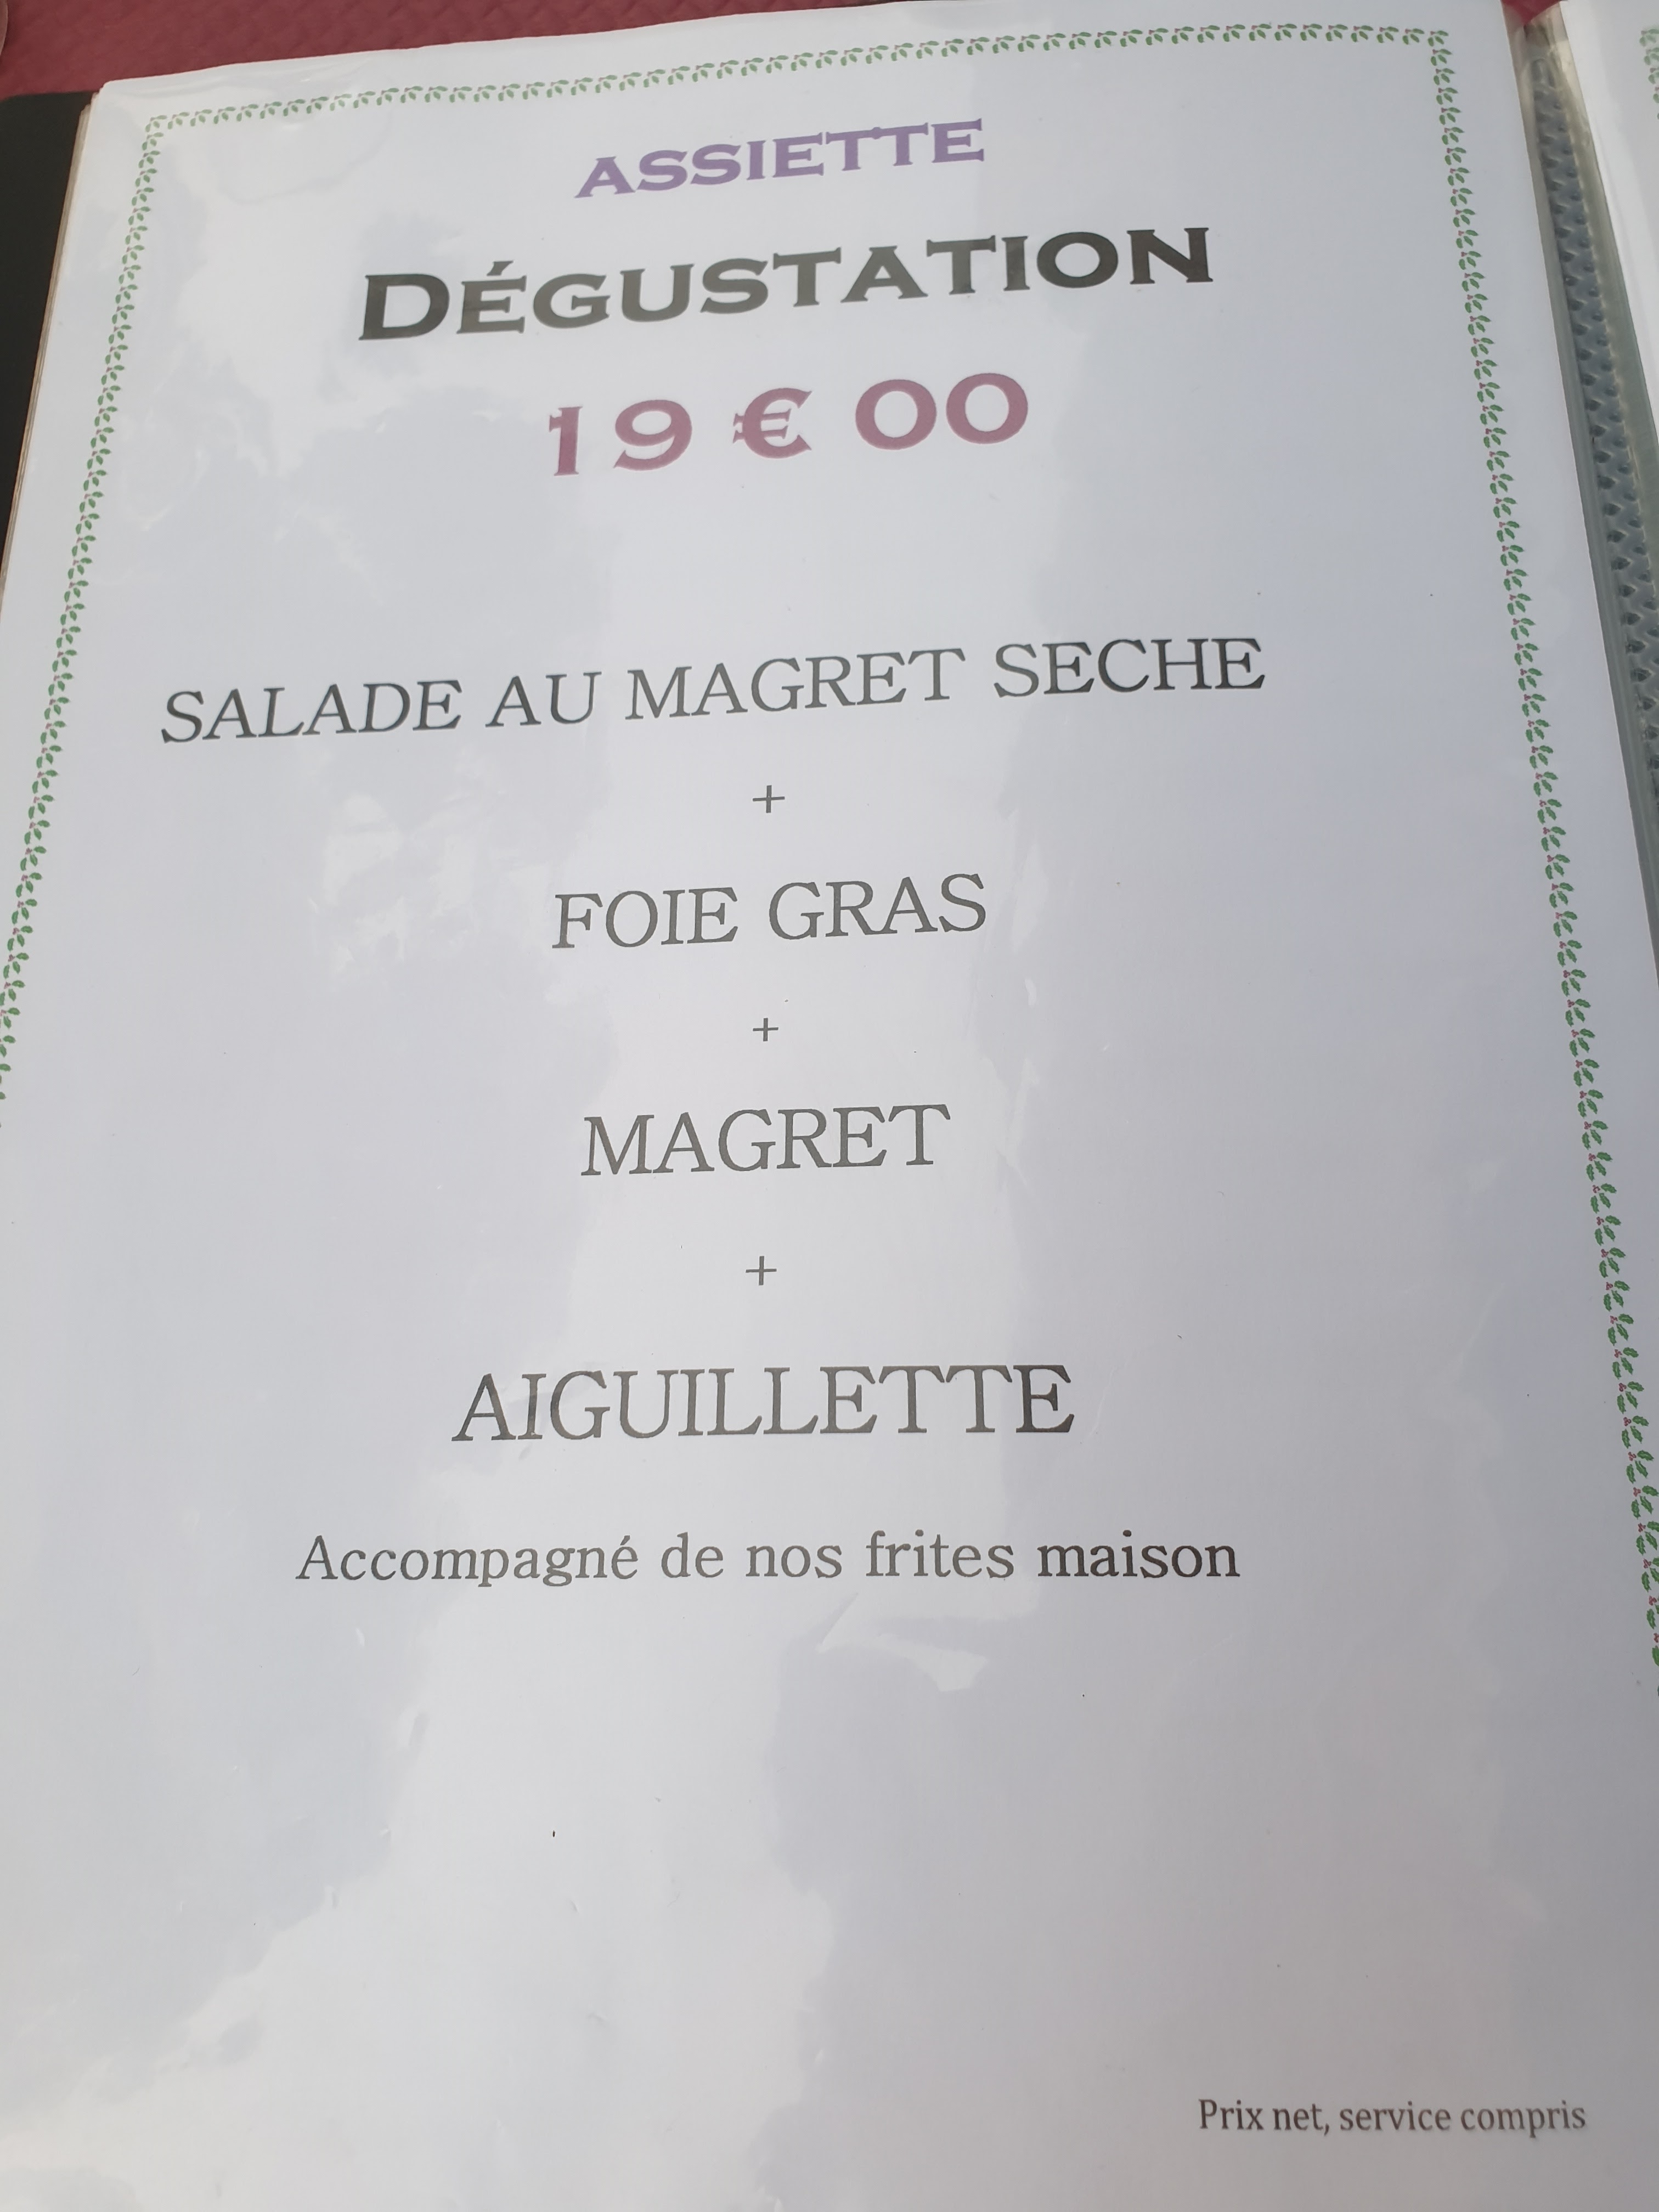 ASSIETTE
DÉGUSTATION
19 € 00
SALADE AU MAGRET SECHE
+
FOIE GRAS
+
MAGRET
+
AIGUILLETTE
Accompagné de nos frites maison
Prix net, service compris